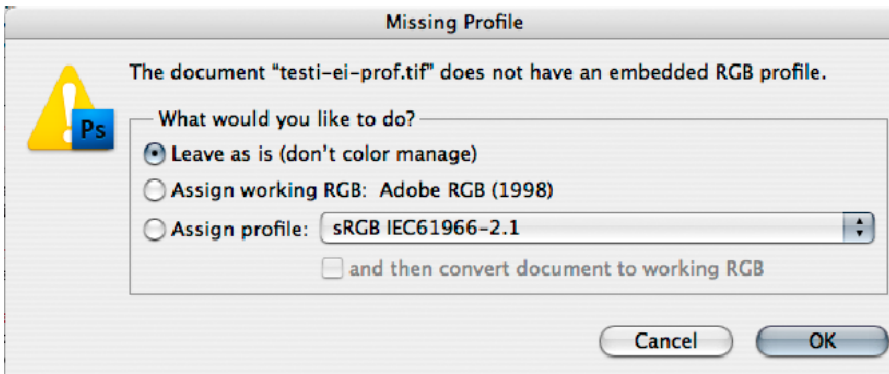 Missing Profile
The document “testi-ei-prof.tif” does not have an embedded RGB profile.
Ps
What would you like to do?
Leave as is (don't color manage)
Assign working RGB: Adobe RGB (1998)
Assign profile: sRGB IEC61966-2.1
and then convert document to working RGB
Cancel OK